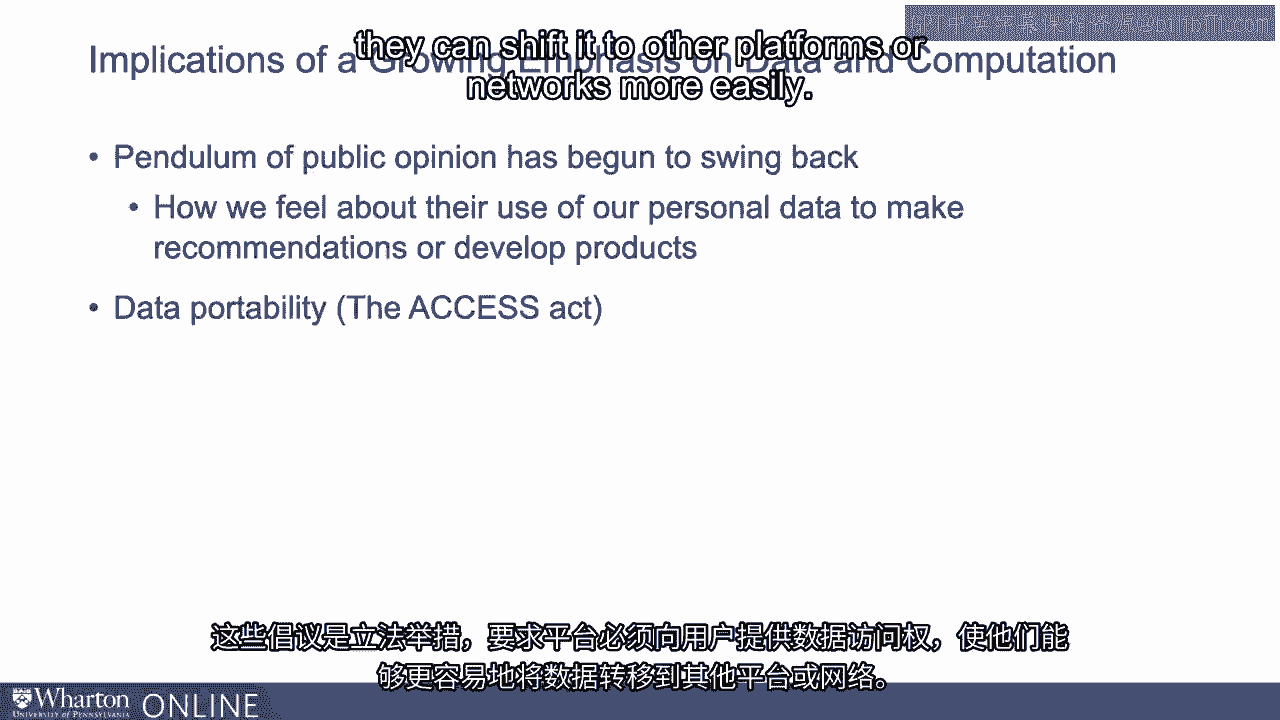 they can shift it to other platforms or
networks more easily.
Implications of a Growing Emphasis on Data and Computation
• Pendulum of public opinion has begun to swing back
• How we feel about their use of our personal data to make
recommendations or develop products
• Data portability (The ACCESS act)
这些倡议是立法举措，要求平台必须向用户提供数据访问权，使他们能
够更容易地将数据转移到其他平台或网络。
Wharton ONLINE
UNIVERSITY of PENNSYLVANIA